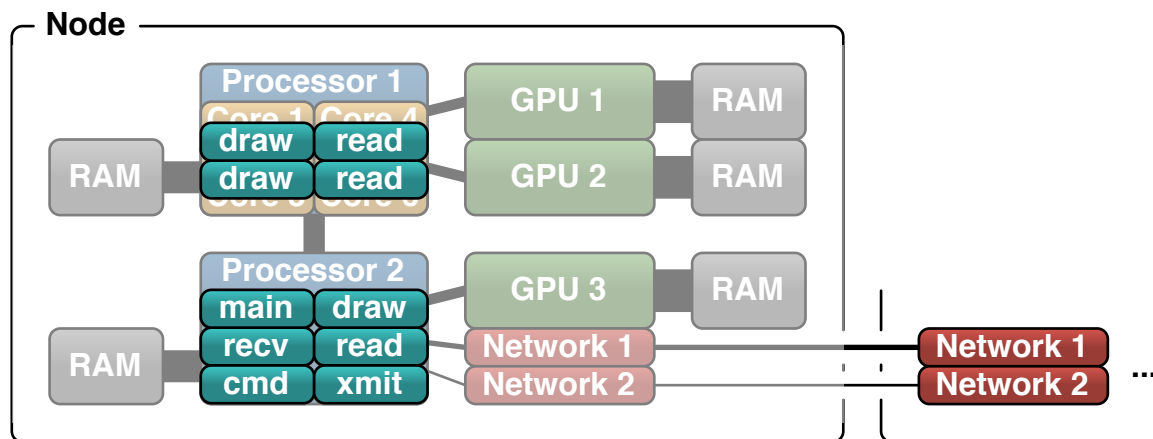 Node
Processor 1
Core 1 Core 4
draw read
draw read
GPU 1
RAM
GPU 2
RAM
RAM
Processor 2
main draw
recv read
cmd xmit
GPU 3
RAM
RAM
Network 1
Network 2
Network 1
Network 2
...